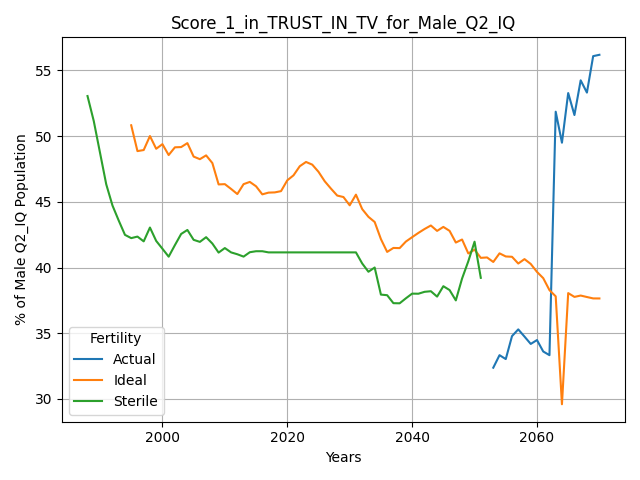 Score_1_in_TRUST_IN_TV_for_Male_Q2_IQ
% of Male Q2_IQ Population
55
50
45
40
35
30
Fertility
Actual
Ideal
Sterile
2000
2020
2040
2060
Years